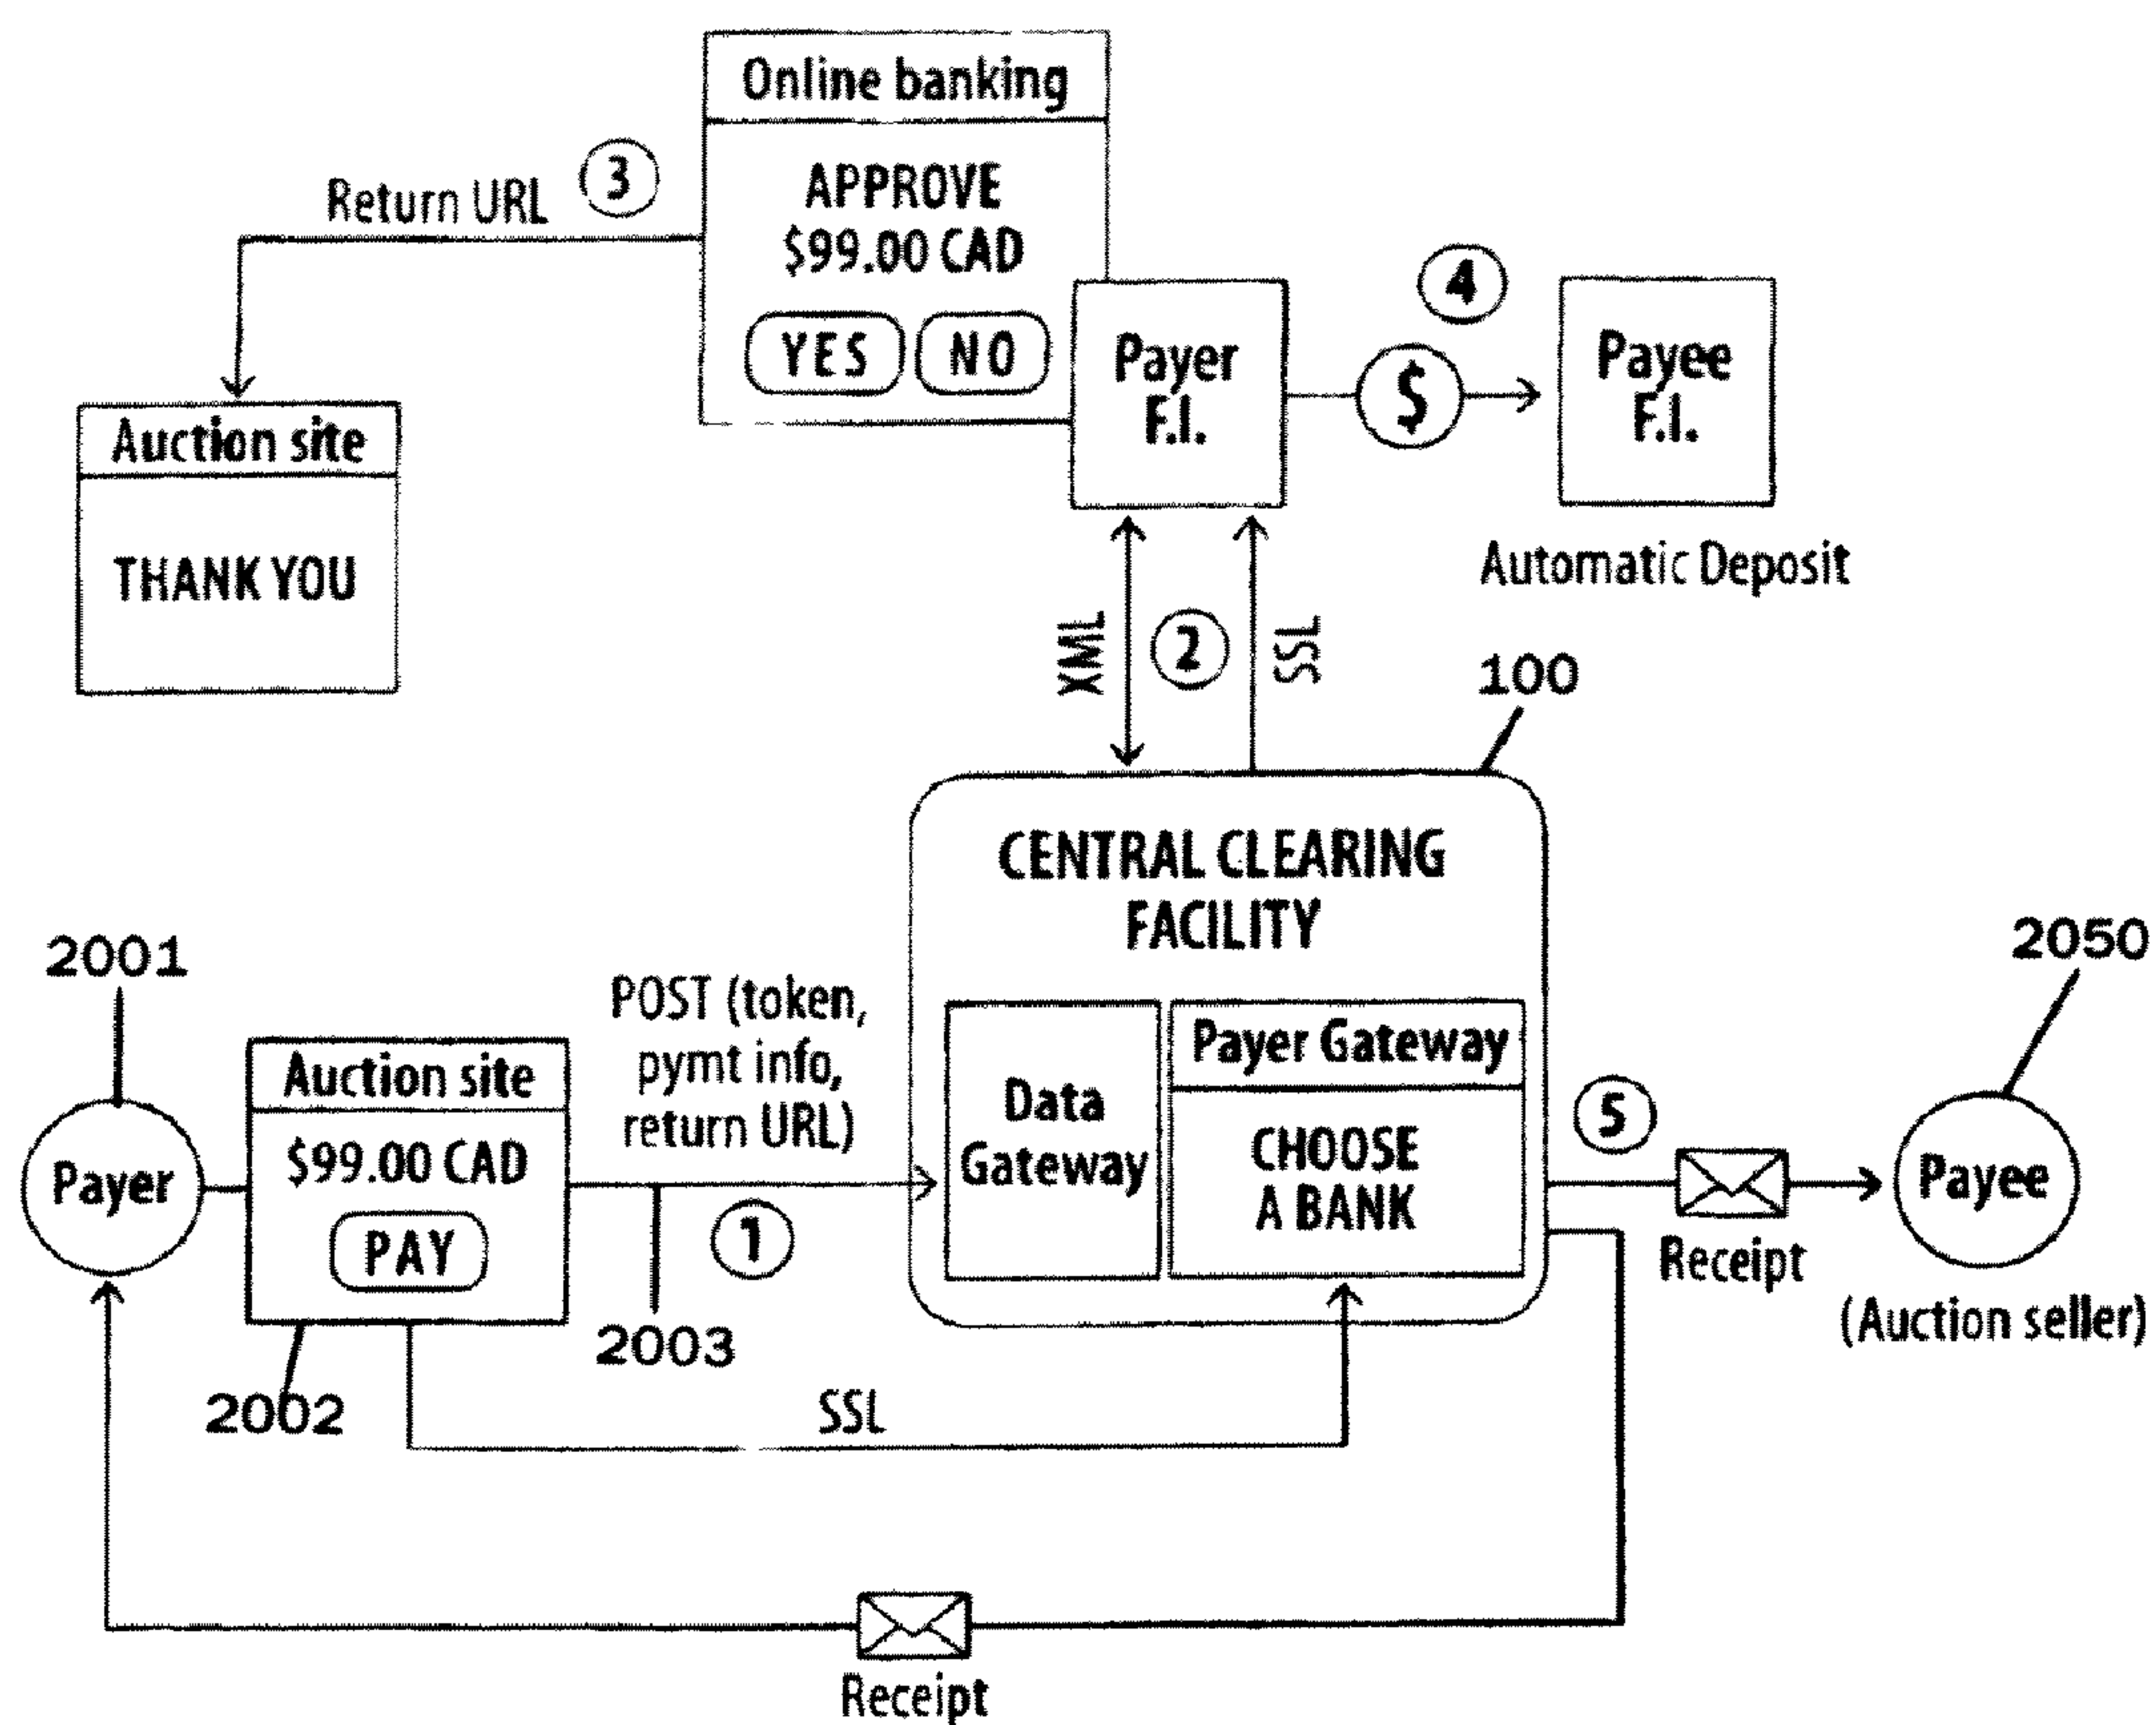 Online banking
APPROVE
$99.00 CAD
YES
NO
Return URL
3
Auction site
THANK YOU
Payer
F.I.
4
$
Payee
F.I.
Automatic Deposit
XML
2
SSL
100
CENTRAL CLEARING
FACILITY
Data
Gateway
Payer Gateway
CHOOSE
A BANK
2001
Payer
Auction site
$99.00 CAD
PAY
2002
POST (token,
pymt info,
return URL)
1
2003
SSL
5
Receipt
2050
Payee
(Auction seller)
Receipt